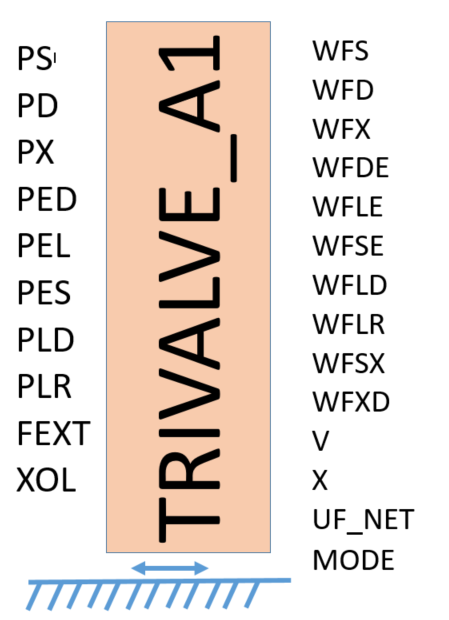 PS
PD
PX
PED
PEL
PES
PLD
PLR
FEXT
XOL
TRIVALVE_A1
WFS
WFD
WFX
WFDE
WFLE
WFSE
WFLD
WFLR
WFSX
WFXD
V
X
UF_NET
MODE